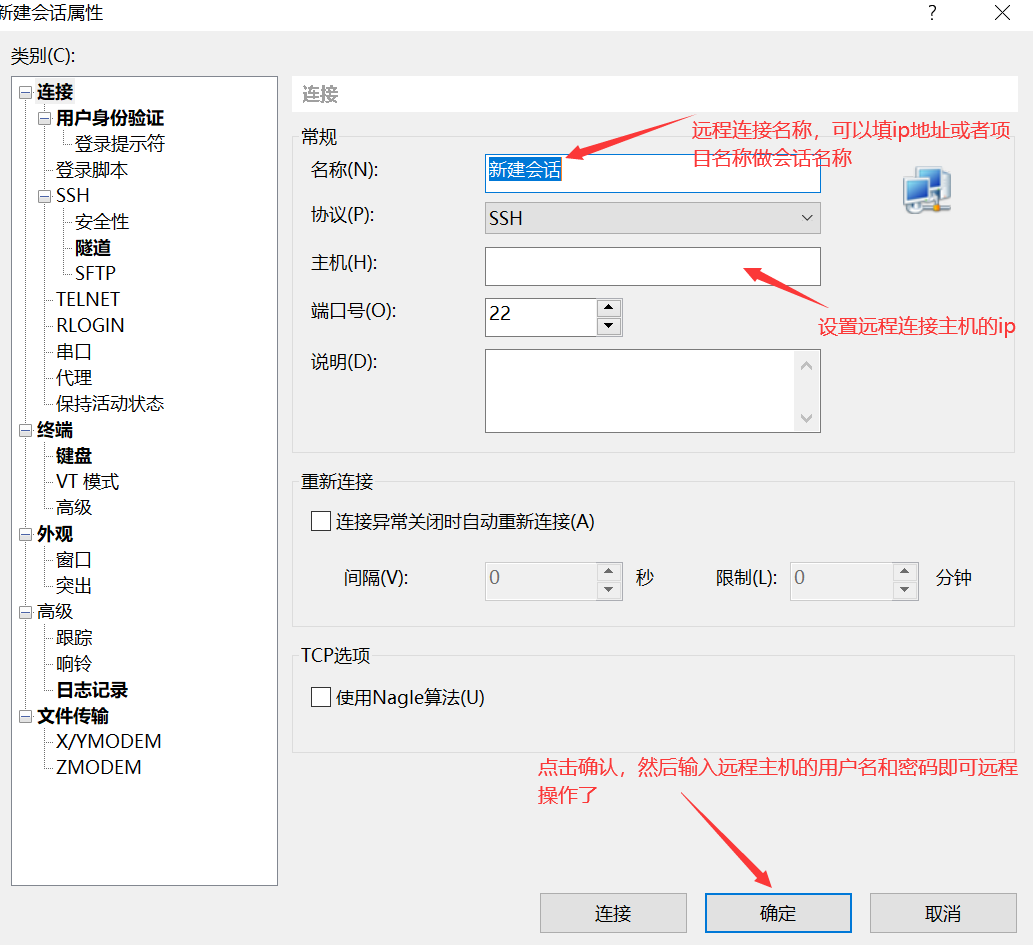 新建会话属性
?
类别(C):
连接
用户身份验证
登录提示符
登录脚本
SSH
安全性
隧道
SFTP
TELNET
RLOGIN
串口
代理
保持活动状态
终端
键盘
VT 模式
高级
外观
窗口
突出
高级
跟踪
响铃
日志记录
文件传输
X/YMODEM
ZMODEM
连接
常规
远程连接名称，可以填ip地址或者项
目名称做会话名称
名称(N):
新建会话
协议(P):
SSH
主机(H):
设置远程连接主机的ip
端口号(O):
22
说明(D):
重新连接
连接异常关闭时自动重新连接(A)
间隔(V):
0
秒
限制(L):
0
分钟
TCP选项
使用Nagle算法(U)
点击确认，然后输入远程主机的用户名和密码即可远程
操作了
连接
确定
取消